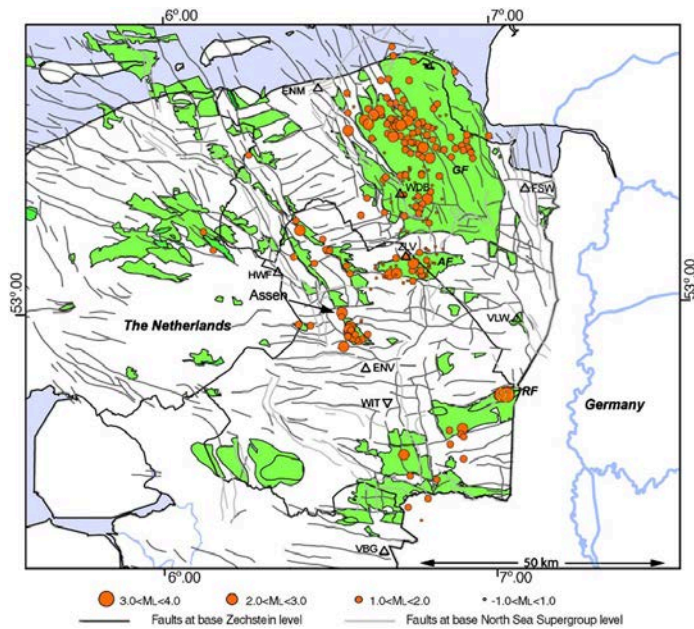 6°.00 7°.00
ENM
GF
WDB
FSW
ZLV
AF
HWF
53°.00 53°.00
Assen
The Netherlands
VLW
ENV
WIT
RF
Germany
VBG
50 km
6°.00 7°.00
3.0<ML<4.0 2.0<ML<3.0 1.0<ML<2.0 -1.0<ML<1.0
Faults at base Zechstein level Faults at base North Sea Supergroup level